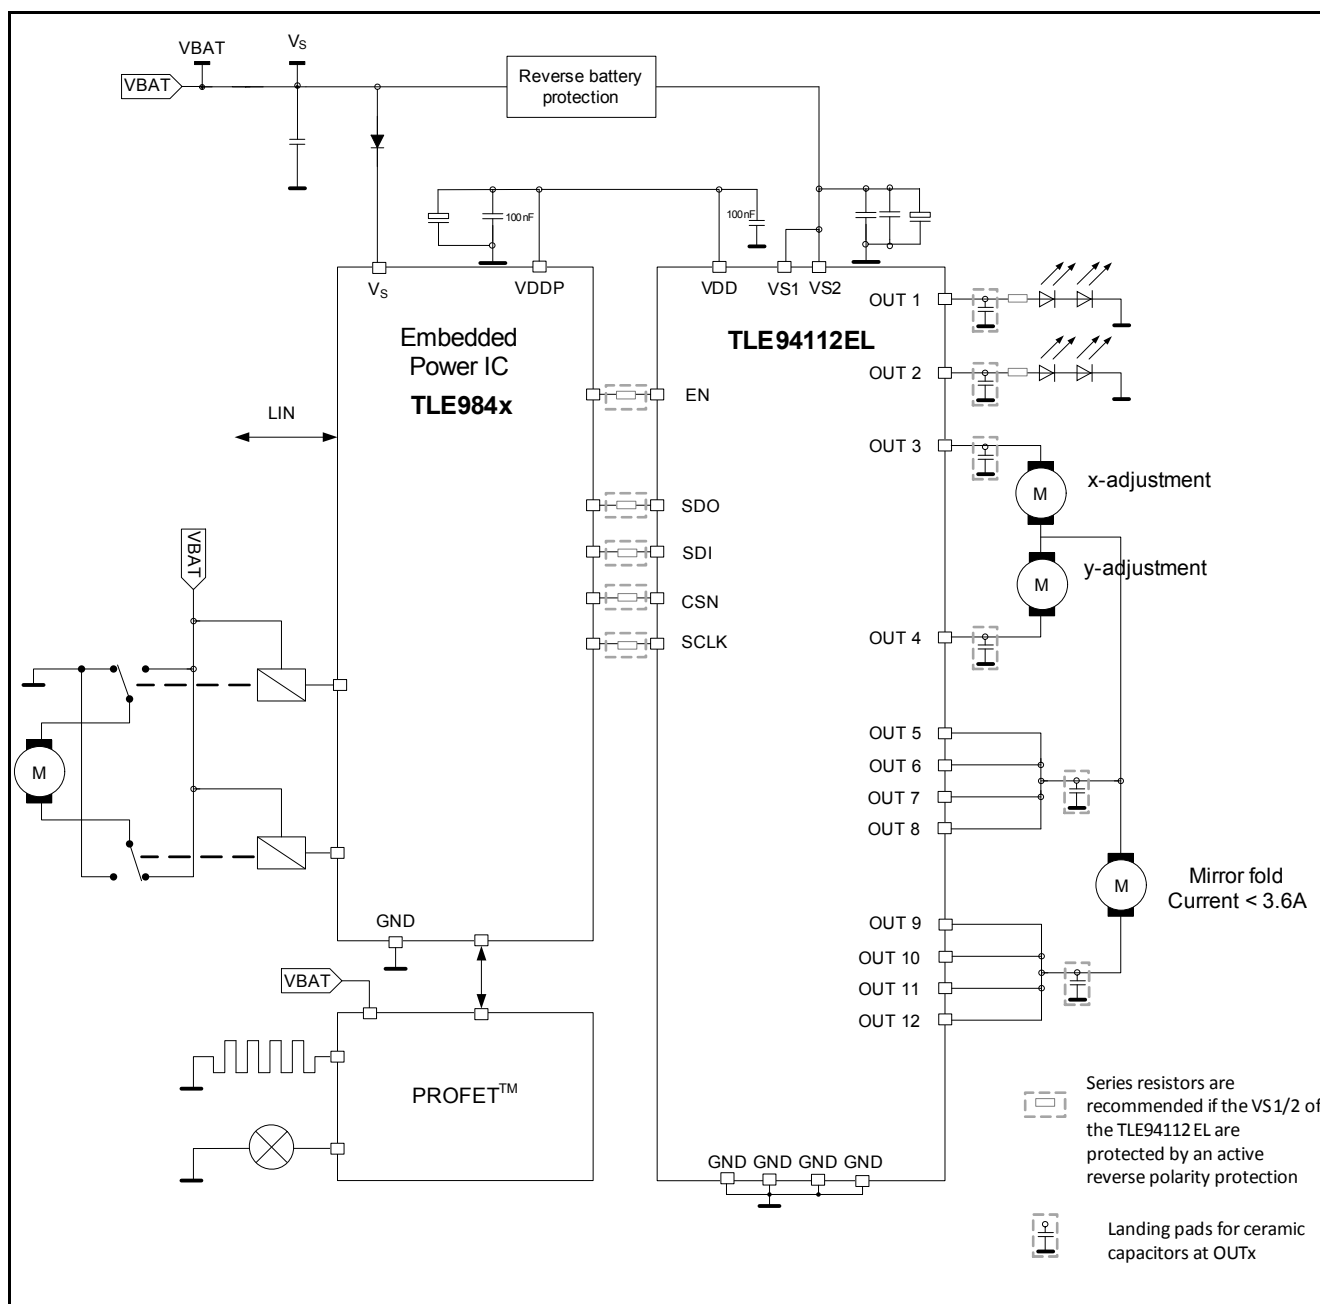 VBAT
VS
VBAT
Reverse battery
protection
100nF
100nF
VS
VDDP
VDD
VS1
VS2
OUT 1
Embedded
Power IC
TLE984x
TLE94112EL
OUT 2
EN
LIN
OUT 3
x-adjustment
M
SDO
VBAT
SDI
y-adjustment
M
CSN
SCLK
OUT 4
OUT 5
OUT 6
M
OUT 7
OUT 8
Mirror fold
Current < 3.6A
M
GND
OUT 9
OUT 10
VBAT
OUT 11
OUT 12
PROFET™
Series resistors are
recommended if the VS1/2 of
the TLE94112EL are
protected by an active
reverse polarity protection
GND GND GND GND
Landing pads for ceramic
capacitors at OUTx